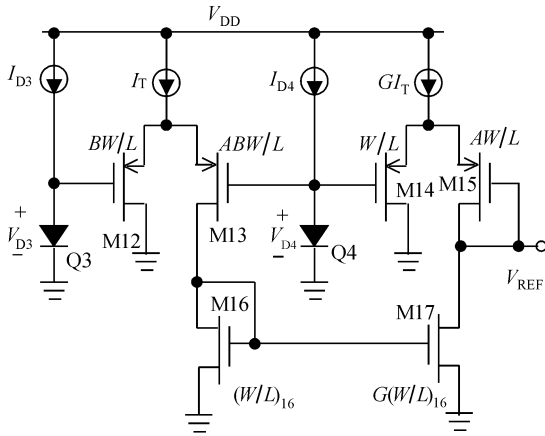 V_DD
I_D3
I_T
I_D4
GI_T
BW/L
ABW/L
W/L
AW/L
M14
M15
+
V_D3
−
Q3
M12
M13
+
V_D4
−
Q4
V_REF
M16
M17
(W/L)_16
G(W/L)_16